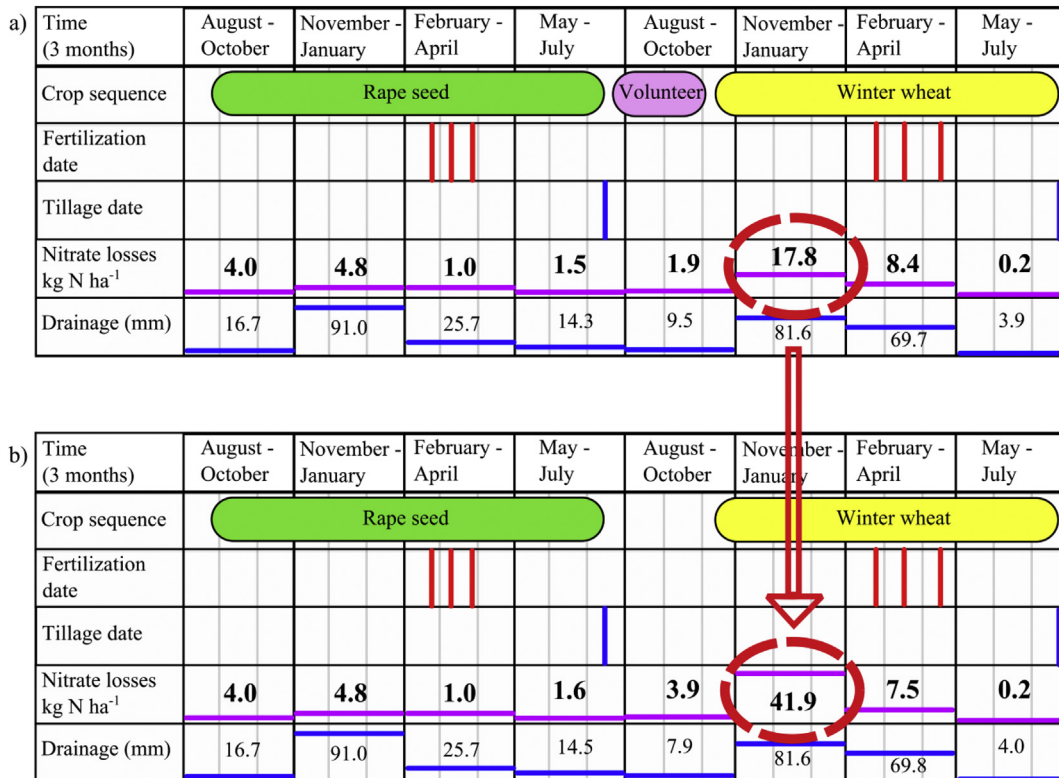 a)
Time
(3 months)
August -
October
November -
January
February -
April
May
- July
August -
October
November -
January
February -
April
May -
July
Crop sequence
Rape seed
Volunteer
Winter wheat
Fertilization
date
Tillage date
Nitrate losses
kg N ha⁻¹
4.0
4.8
1.0
1.5
1.9
17.8
8.4
0.2
Drainage (mm)
16.7
91.0
25.7
14.3
9.5
81.6
69.7
3.9
b)
Time
(3 months)
August -
October
November -
January
February -
April
May
- July
August -
October
November -
January
February -
April
May -
July
Crop sequence
Rape seed
Winter wheat
Fertilization
date
Tillage date
Nitrate losses
kg N ha⁻¹
4.0
4.8
1.0
1.6
3.9
41.9
7.5
0.2
Drainage (mm)
16.7
91.0
25.7
14.5
7.9
81.6
69.8
4.0